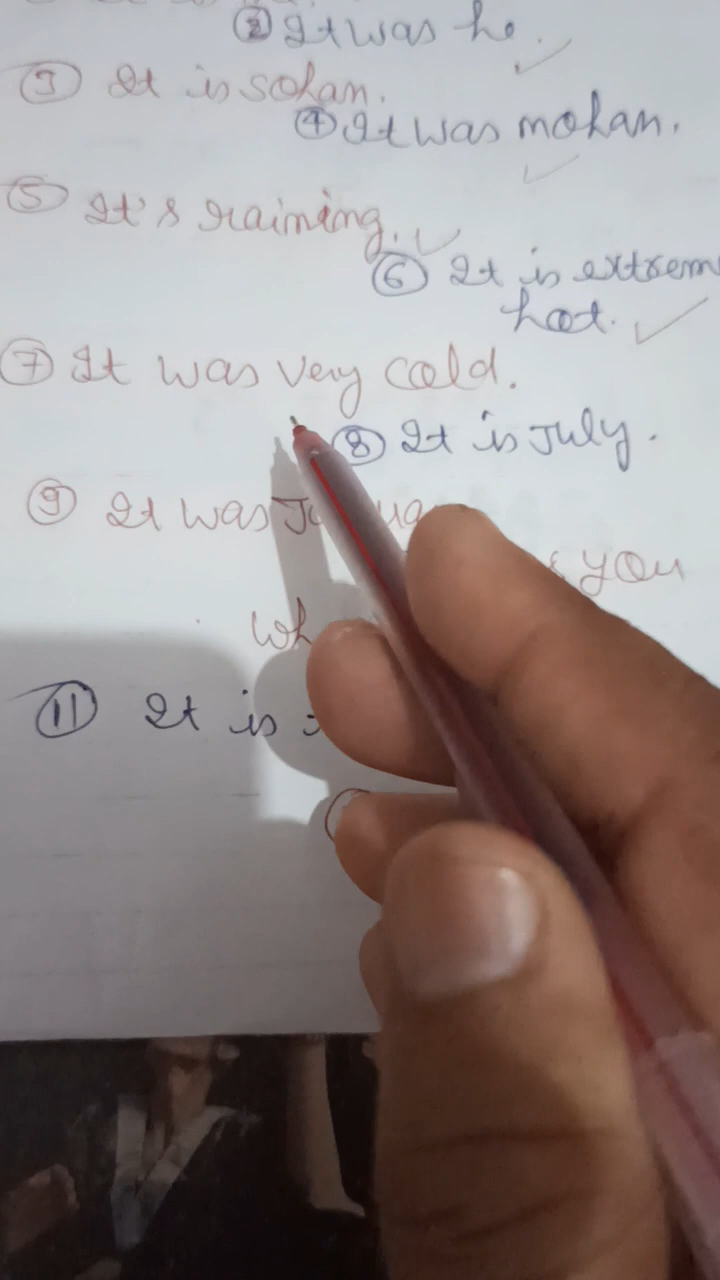 ② It was he.
③ It is sohan.
④ It was mohan.
⑤ It's raining.
⑥ It is extrem
hot.
⑦ It was very cold.
⑧ It is July.
⑨ It was
you
⑪ It is